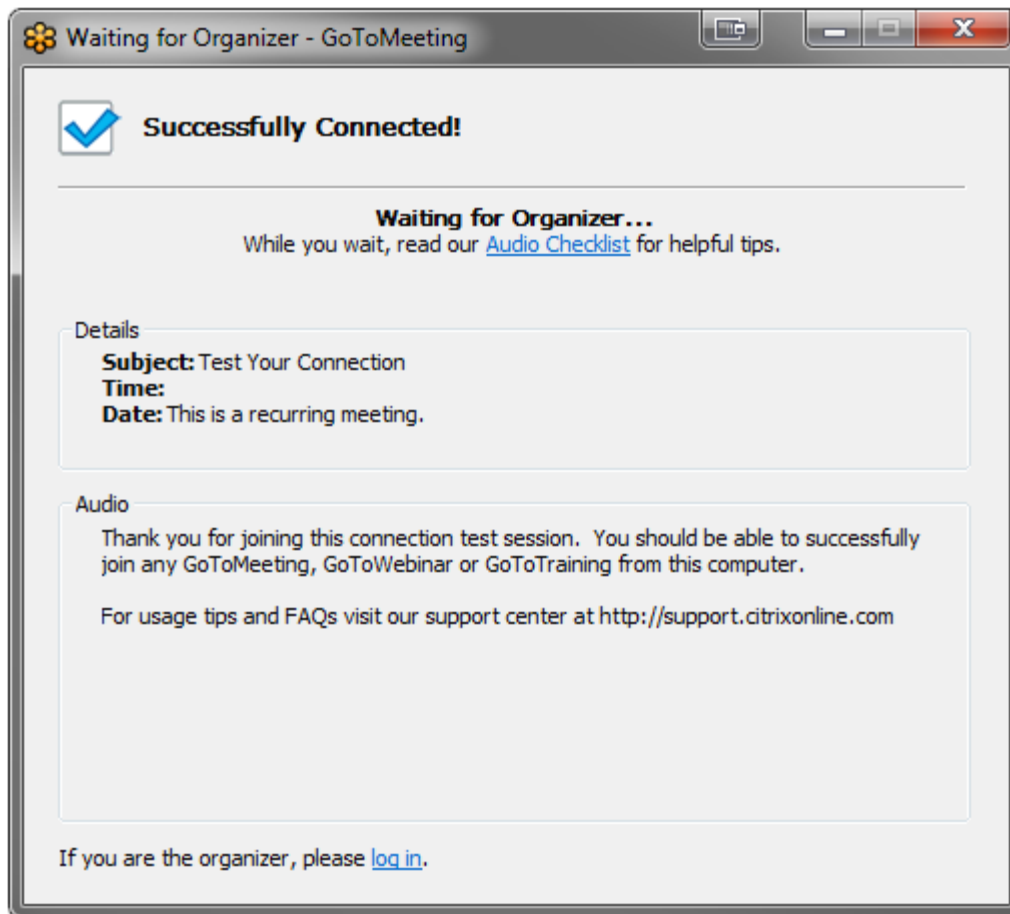 Waiting for Organizer - GoToMeeting
Successfully Connected!
Waiting for Organizer...
While you wait, read our Audio Checklist for helpful tips.
Details
Subject: Test Your Connection
Time:
Date: This is a recurring meeting.
Audio
Thank you for joining this connection test session.  You should be able to successfully
join any GoToMeeting, GoToWebinar or GoToTraining from this computer.
For usage tips and FAQs visit our support center at http://support.citrixonline.com
If you are the organizer, please log in.